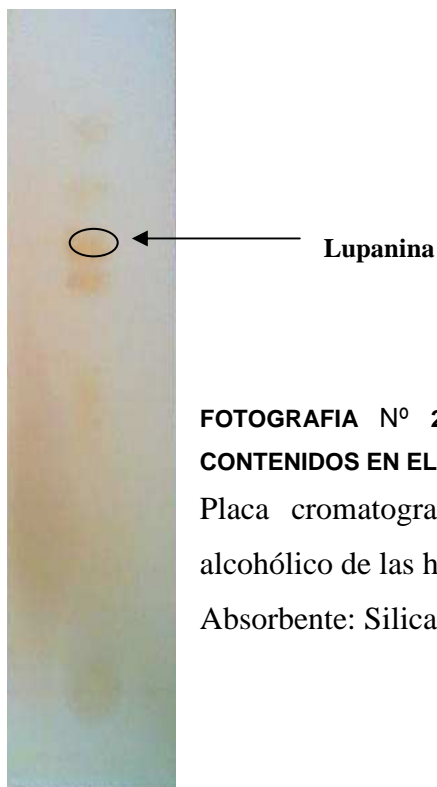 Lupanina
FOTOGRAFIA Nº 2
CONTENIDOS EN EL
Placa cromatogra
alcohólico de las h
Absorbente: Silica